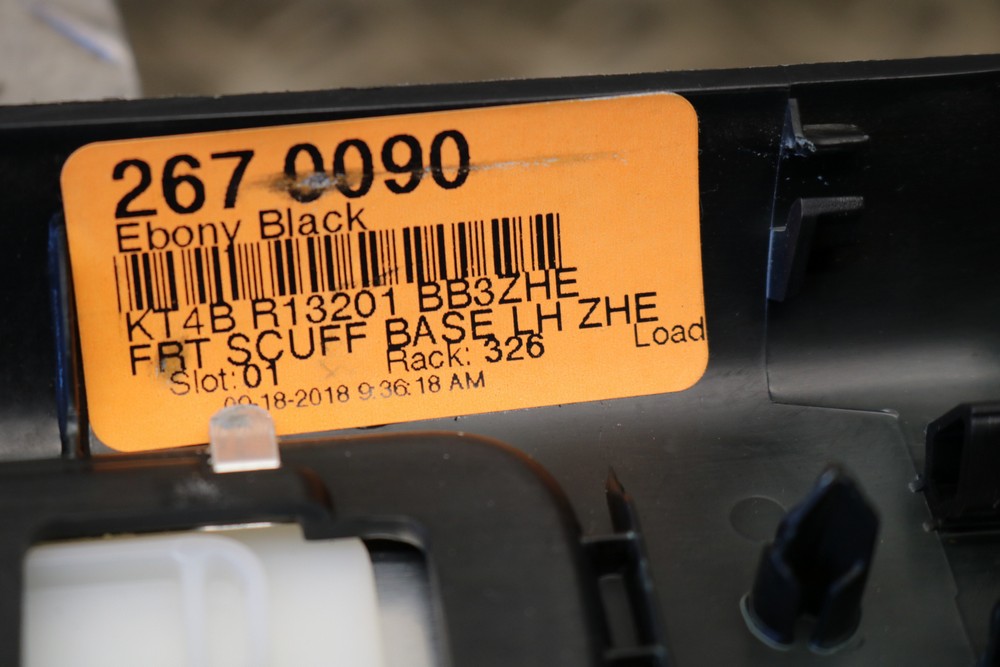 267 0090
Ebony Black
KT4B R13201 BB3ZHE
FRT SCUFF BASE LH ZHE
Slot: 01 Rack: 326 Load
09-18-2018 9:36:18 AM